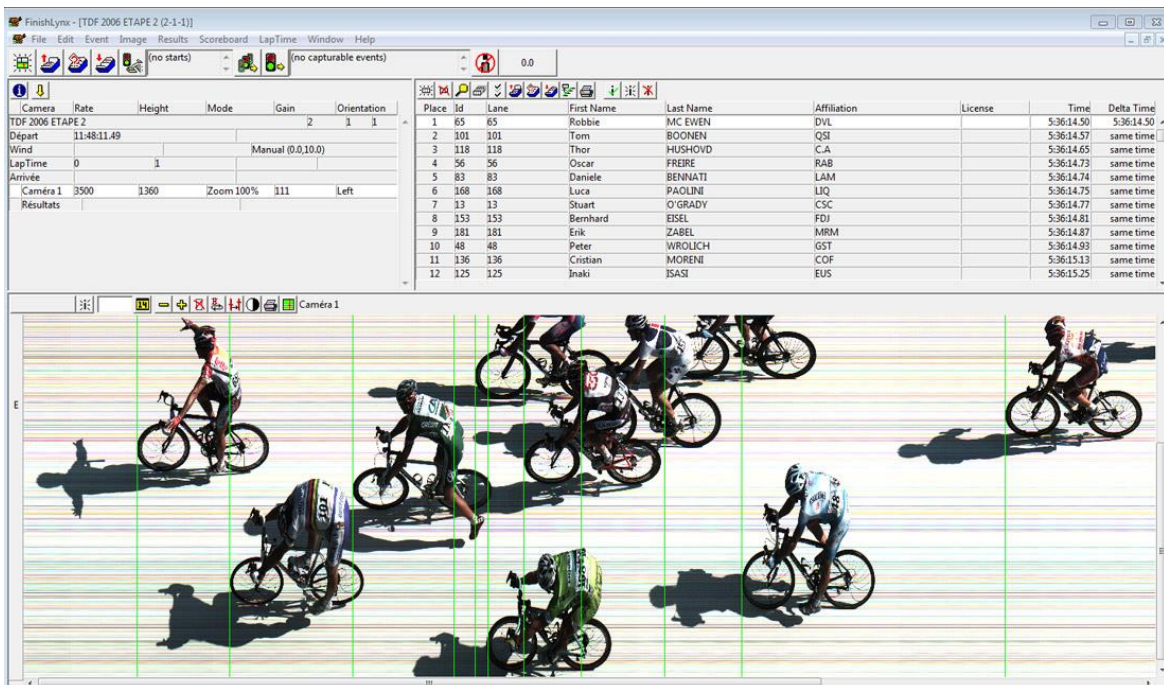 FinishLynx - [TDF 2006 ETAPE 2 (2-1-1)]
File Edit Event Image Results Scoreboard LapTime Window Help
(no starts) (no capturable events) 0.0
Camera Rate Height Mode Gain Orientation
TDF 2006 ETAPE 2 2 1 1
Départ 11:48:11.49
Wind Manual (0.0,10.0)
LapTime 0 1
Arrivée
Caméra 1 3500 1360 Zoom 100% 111 Left
Résultats
Place Id Lane First Name Last Name Affiliation License Time Delta Time
1 65 65 Robbie MC EWEN DVL 5:36:14.50 5:36:14.50
2 101 101 Tom BOONEN QSI 5:36:14.57 same time
3 118 118 Thor HUSHOVD C.A 5:36:14.65 same time
4 56 56 Oscar FREIRE RAB 5:36:14.73 same time
5 83 83 Daniele BENNATI LAM 5:36:14.74 same time
6 168 168 Luca PAOLINI LIQ 5:36:14.75 same time
7 13 13 Stuart O'GRADY CSC 5:36:14.77 same time
8 153 153 Bernhard EISEL FDJ 5:36:14.81 same time
9 181 181 Erik ZABEL MRM 5:36:14.87 same time
10 48 48 Peter WROLICH GST 5:36:14.93 same time
11 136 136 Cristian MORENI COF 5:36:15.13 same time
12 125 125 Inaki ISASI EUS 5:36:15.25 same time
14 Caméra 1
E
101